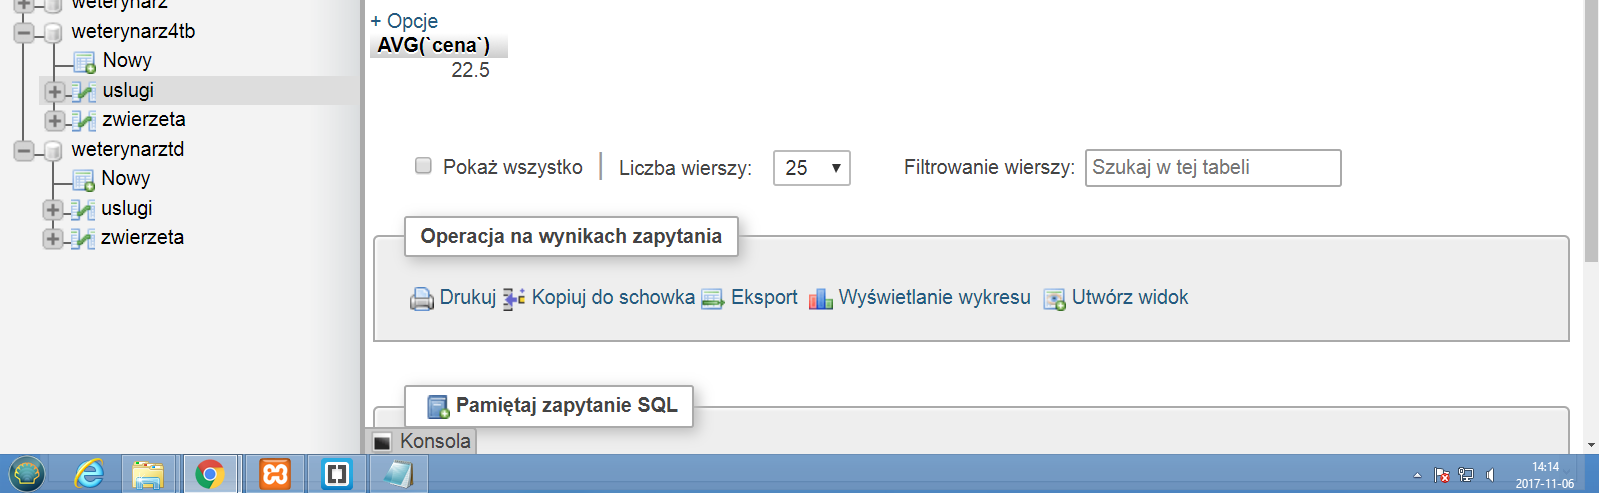 weterynarz
weterynarz4tb
Nowy
uslugi
zwierzeta
weterynarztd
Nowy
uslugi
zwierzeta
+ Opcje
AVG(`cena`)
22.5
Pokaż wszystko | Liczba wierszy: 25 Filtrowanie wierszy: Szukaj w tej tabeli
Operacja na wynikach zapytania
Drukuj Kopiuj do schowka Eksport Wyświetlanie wykresu Utwórz widok
Pamiętaj zapytanie SQL
Konsola
14:14
2017-11-06